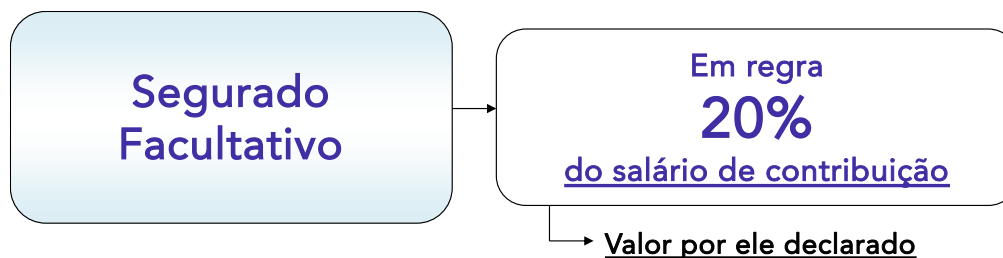 Segurado
Facultativo
Em regra
20%
do salário de contribuição
Valor por ele declarado